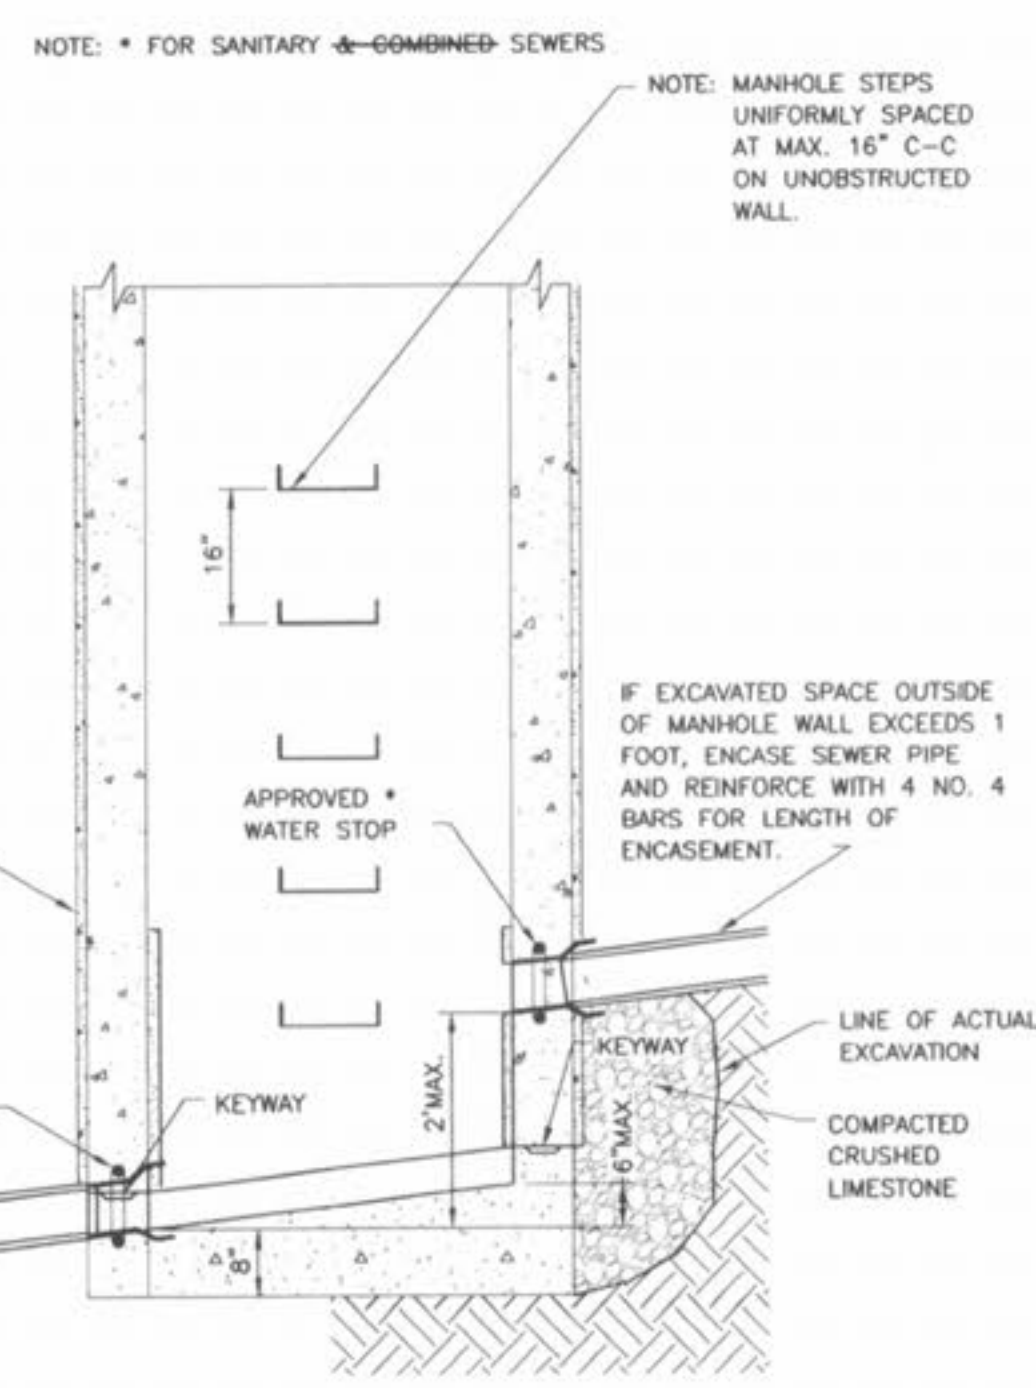 NOTE: * FOR SANITARY & COMBINED SEWERS
NOTE: MANHOLE STEPS
UNIFORMLY SPACED
AT MAX. 16" C-C
ON UNOBSTRUCTED
WALL.
16"
IF EXCAVATED SPACE OUTSIDE
OF MANHOLE WALL EXCEEDS 1
FOOT, ENCASE SEWER PIPE
AND REINFORCE WITH 4 NO. 4
BARS FOR LENGTH OF
ENCASEMENT.
APPROVED *
WATER STOP
LINE OF ACTUAL
EXCAVATION
KEYWAY
2"MAX.
6"MAX
KEYWAY
COMPACTED
CRUSHED
LIMESTONE
8"